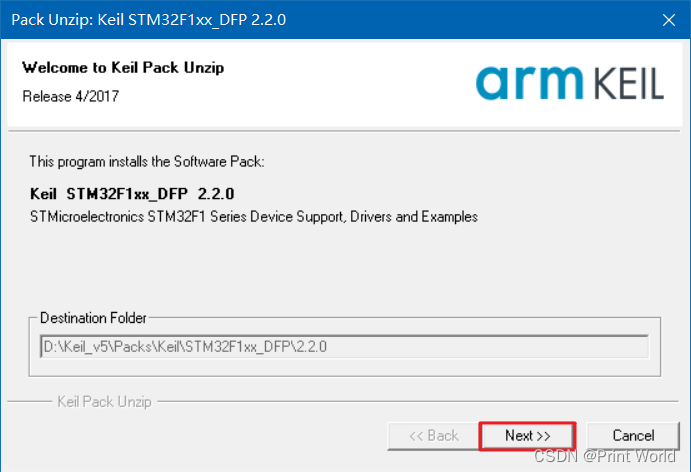 Pack Unzip: Keil STM32F1xx_DFP 2.2.0
Welcome to Keil Pack Unzip
Release 4/2017
arm KEIL
This program installs the Software Pack:
Keil STM32F1xx_DFP 2.2.0
STMicroelectronics STM32F1 Series Device Support, Drivers and Examples
Destination Folder
D:\Keil_v5\Packs\Keil\STM32F1xx_DFP\2.2.0
Keil Pack Unzip
<< Back Next >> Cancel
CSDN @Print World